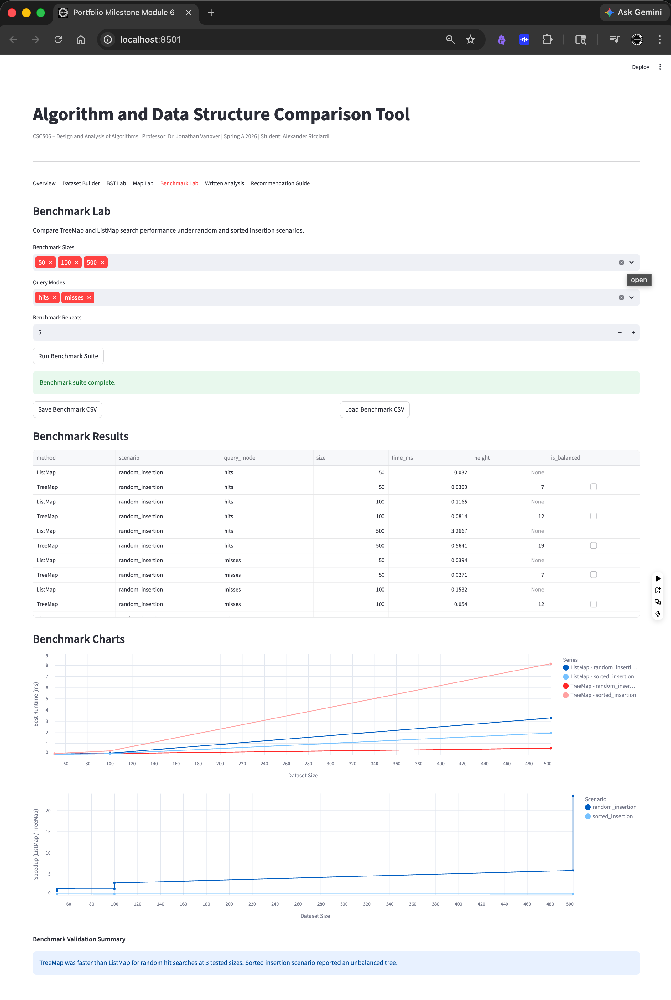 Portfolio Milestone Module 6
Ask Gemini
localhost:8501
Deploy
Algorithm and Data Structure Comparison Tool
CSC506 – Design and Analysis of Algorithms | Professor: Dr. Jonathan Vanover | Spring A 2026 | Student: Alexander Ricciardi
Overview Dataset Builder BST Lab Map Lab Benchmark Lab Written Analysis Recommendation Guide
Benchmark Lab
Compare TreeMap and ListMap search performance under random and sorted insertion scenarios.
Benchmark Sizes
50 100 500
open
Query Modes
hits misses
Benchmark Repeats
5
Run Benchmark Suite
Benchmark suite complete.
Save Benchmark CSV Load Benchmark CSV
Benchmark Results
method scenario query_mode size time_ms height is_balanced
ListMap random_insertion hits 50 0.032 None
TreeMap random_insertion hits 50 0.0309 7
ListMap random_insertion hits 100 0.1165 None
TreeMap random_insertion hits 100 0.0814 12
ListMap random_insertion hits 500 3.2667 None
TreeMap random_insertion hits 500 0.5641 19
ListMap random_insertion misses 50 0.0394 None
TreeMap random_insertion misses 50 0.0271 7
ListMap random_insertion misses 100 0.1532 None
TreeMap random_insertion misses 100 0.054 12
Benchmark Charts
Best Runtime (ms)
9
8
7
6
5
4
3
2
1
0
60 80 100 120 140 160 180 200 220 240 260 280 300 320 340 360 380 400 420 440 460 480 500
Dataset Size
Series
ListMap - random_inserti…
ListMap - sorted_insertion
TreeMap - random_inser…
TreeMap - sorted_insertion
Speedup (ListMap / TreeMap)
20
15
10
5
0
60 80 100 120 140 160 180 200 220 240 260 280 300 320 340 360 380 400 420 440 460 480 500
Dataset Size
Scenario
random_insertion
sorted_insertion
Benchmark Validation Summary
TreeMap was faster than ListMap for random hit searches at 3 tested sizes. Sorted insertion scenario reported an unbalanced tree.